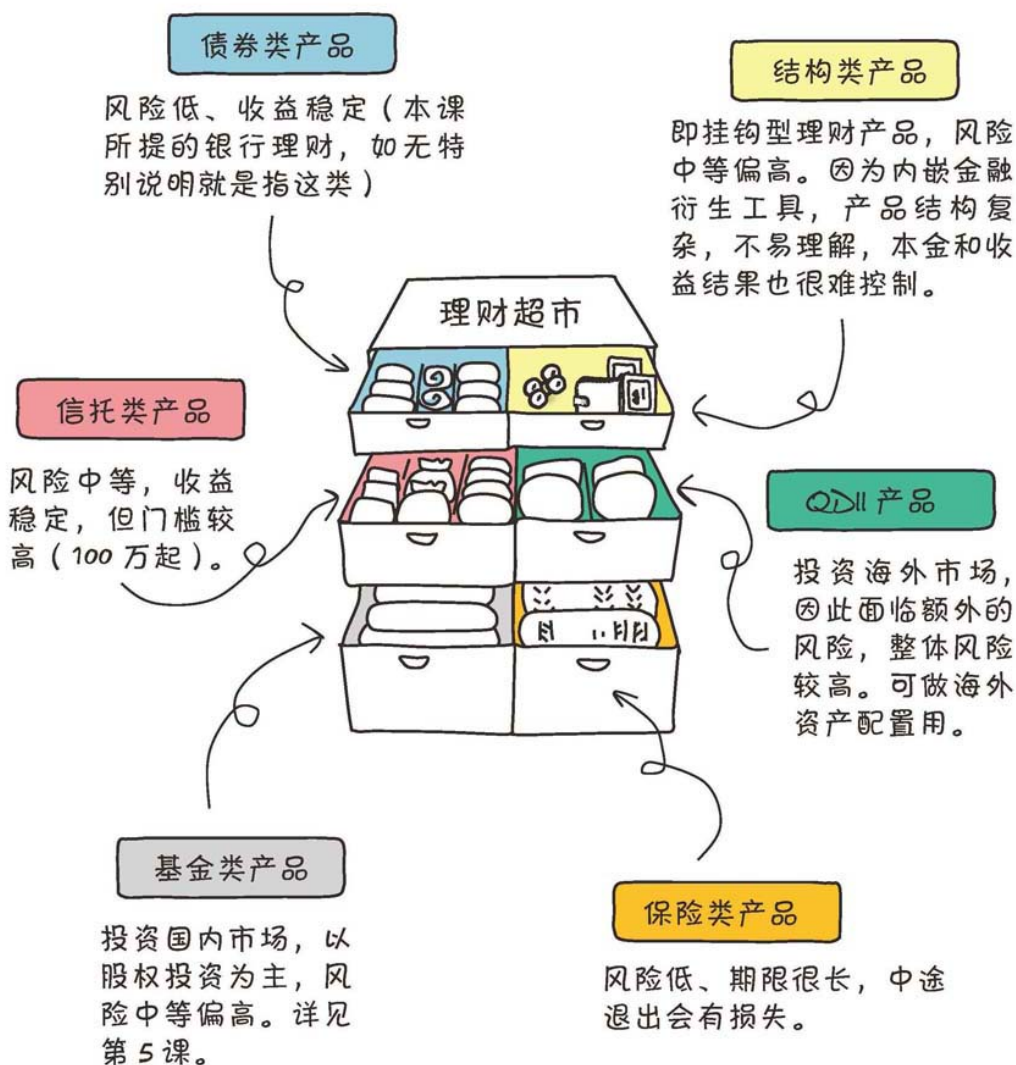 债券类产品
风险低、收益稳定（本课
所提的银行理财，如无特
别说明就是指这类）
结构类产品
即挂钩型理财产品，风险
中等偏高。因为内嵌金融
衍生工具，产品结构复
杂，不易理解，本金和收
益结果也很难控制。
理财超市
信托类产品
风险中等，收益
稳定，但门槛较
高（100万起）。
QDII产品
投资海外市场，
因此面临额外的
风险，整体风险
较高。可做海外
资产配置用。
基金类产品
投资国内市场，以
股权投资为主，风
险中等偏高。详见
第5课。
保险类产品
风险低、期限很长，中途
退出会有损失。